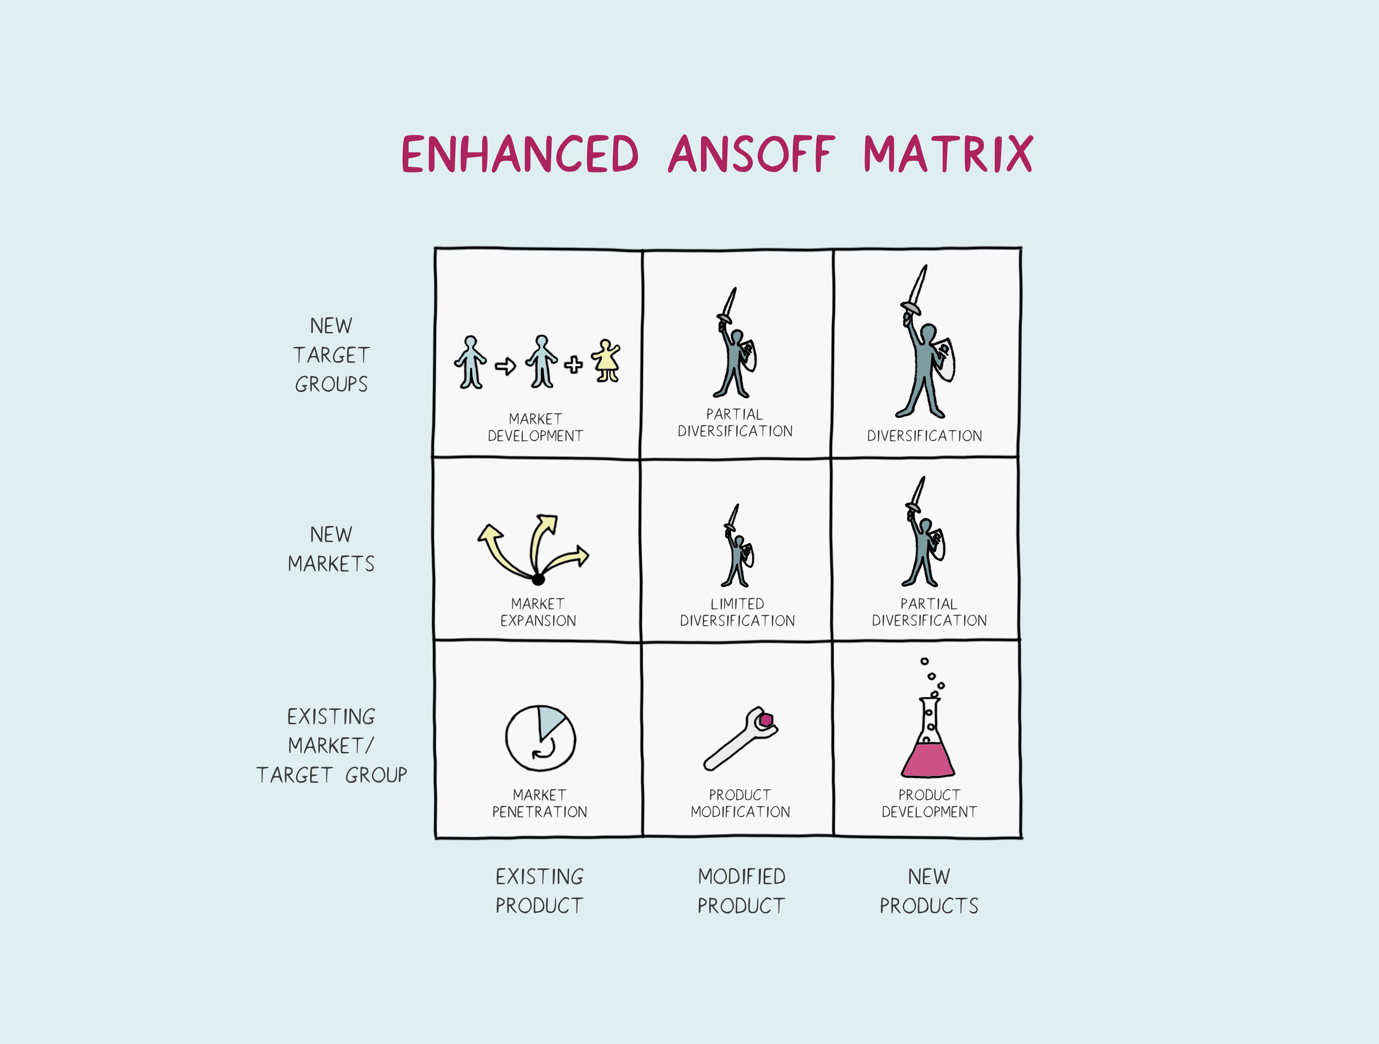 ENHANCED ANSOFF MATRIX
NEW
TARGET
GROUPS
MARKET
DEVELOPMENT
PARTIAL
DIVERSIFICATION
DIVERSIFICATION
NEW
MARKETS
MARKET
EXPANSION
LIMITED
DIVERSIFICATION
PARTIAL
DIVERSIFICATION
EXISTING
MARKET/
TARGET GROUP
MARKET
PENETRATION
PRODUCT
MODIFICATION
PRODUCT
DEVELOPMENT
EXISTING
PRODUCT
MODIFIED
PRODUCT
NEW
PRODUCTS